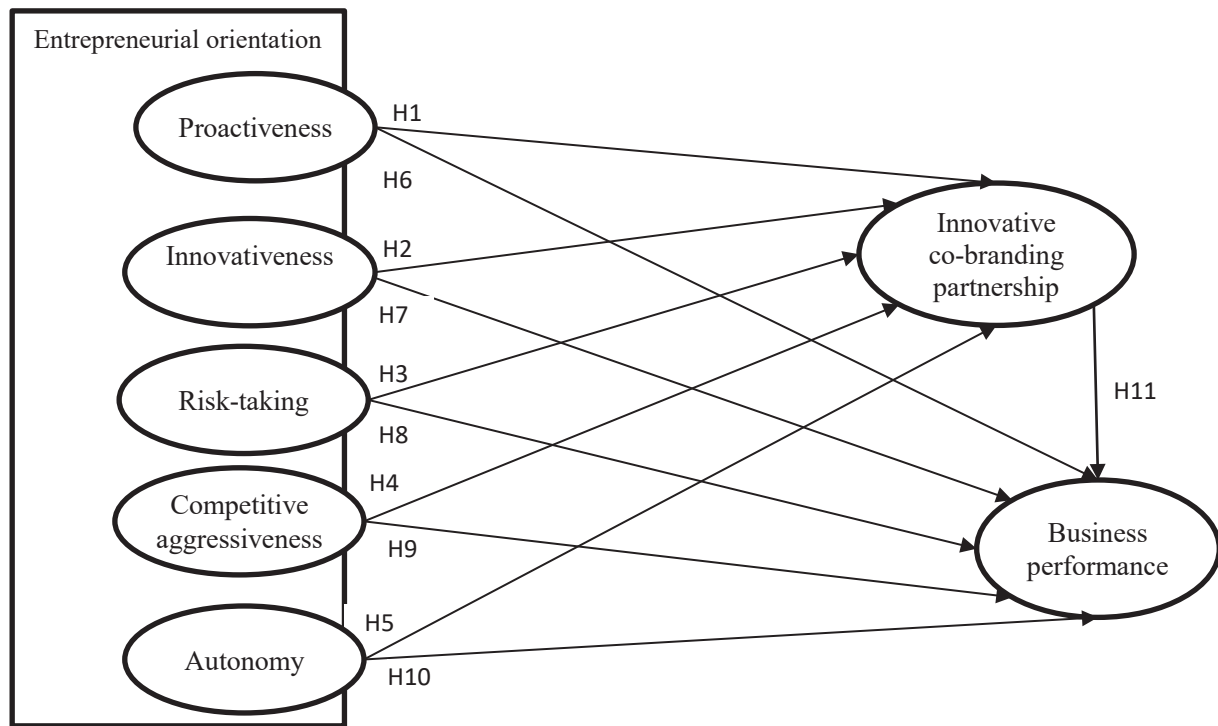 Entrepreneurial orientation
Proactiveness
H1
H6
Innovativeness
H2
H7
Risk-taking
H3
H8
Competitive
aggressiveness
H4
H9
Autonomy
H5
H10
Innovative
co-branding
partnership
H11
Business
performance